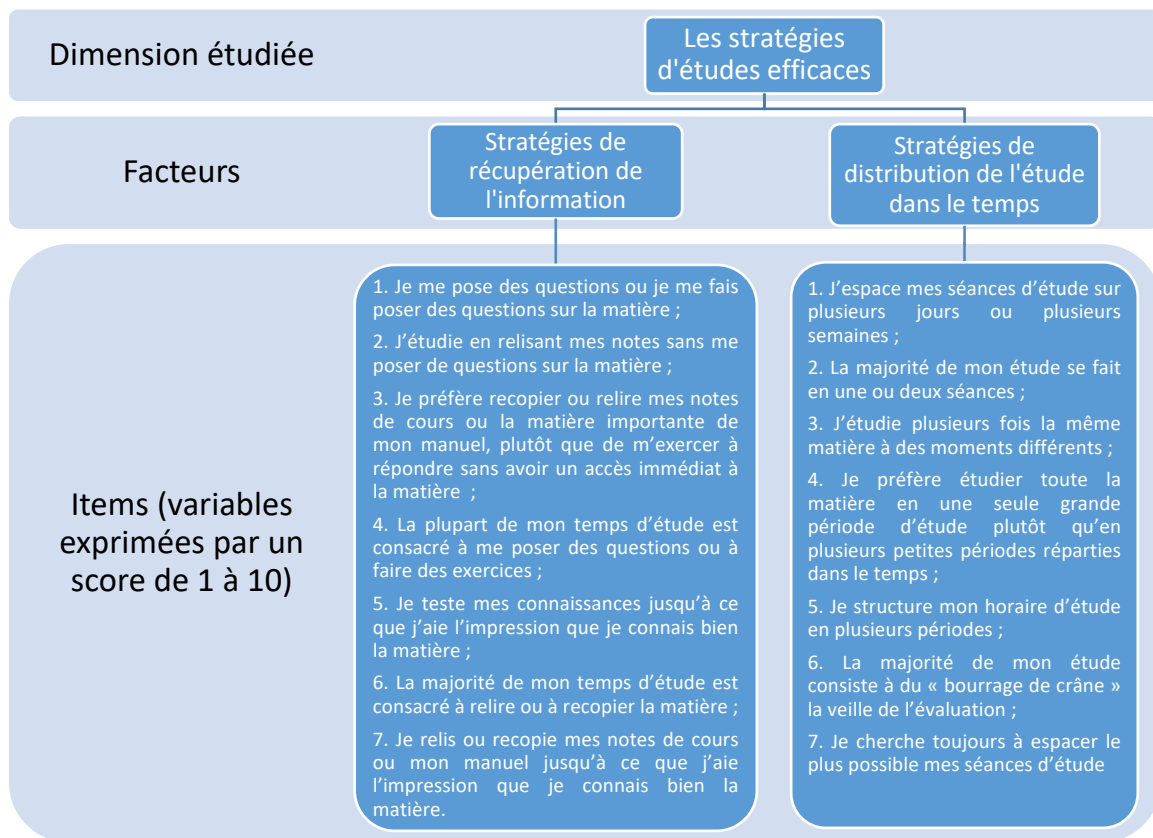 Dimension étudiée
Les stratégies
d'études efficaces
Facteurs
Stratégies de
récupération de
l'information
Stratégies de
distribution de l'étude
dans le temps
Items (variables
exprimées par un
score de 1 à 10)
1. Je me pose des questions ou je me fais
poser des questions sur la matière ;
2. J'étudie en relisant mes notes sans me
poser de questions sur la matière ;
3. Je préfère recopier ou relire mes notes
de cours ou la matière importante de
mon manuel, plutôt que de m'exercer à
répondre sans avoir un accès immédiat à
la matière ;
4. La plupart de mon temps d'étude est
consacré à me poser des questions ou à
faire des exercices ;
5. Je teste mes connaissances jusqu'à ce
que j'aie l'impression que je connais bien
la matière ;
6. La majorité de mon temps d'étude est
consacré à relire ou à recopier la matière ;
7. Je relis ou recopie mes notes de cours
ou mon manuel jusqu'à ce que j'aie
l'impression que je connais bien la
matière.
1. J'espace mes séances d'étude sur
plusieurs jours ou plusieurs
semaines ;
2. La majorité de mon étude se fait
en une ou deux séances ;
3. J'étudie plusieurs fois la même
matière à des moments différents ;
4. Je préfère étudier toute la
matière en une seule grande
période d'étude plutôt qu'en
plusieurs petites périodes réparties
dans le temps ;
5. Je structure mon horaire d'étude
en plusieurs périodes ;
6. La majorité de mon étude
consiste à du « bourrage de crâne »
la veille de l'évaluation ;
7. Je cherche toujours à espacer le
plus possible mes séances d'étude